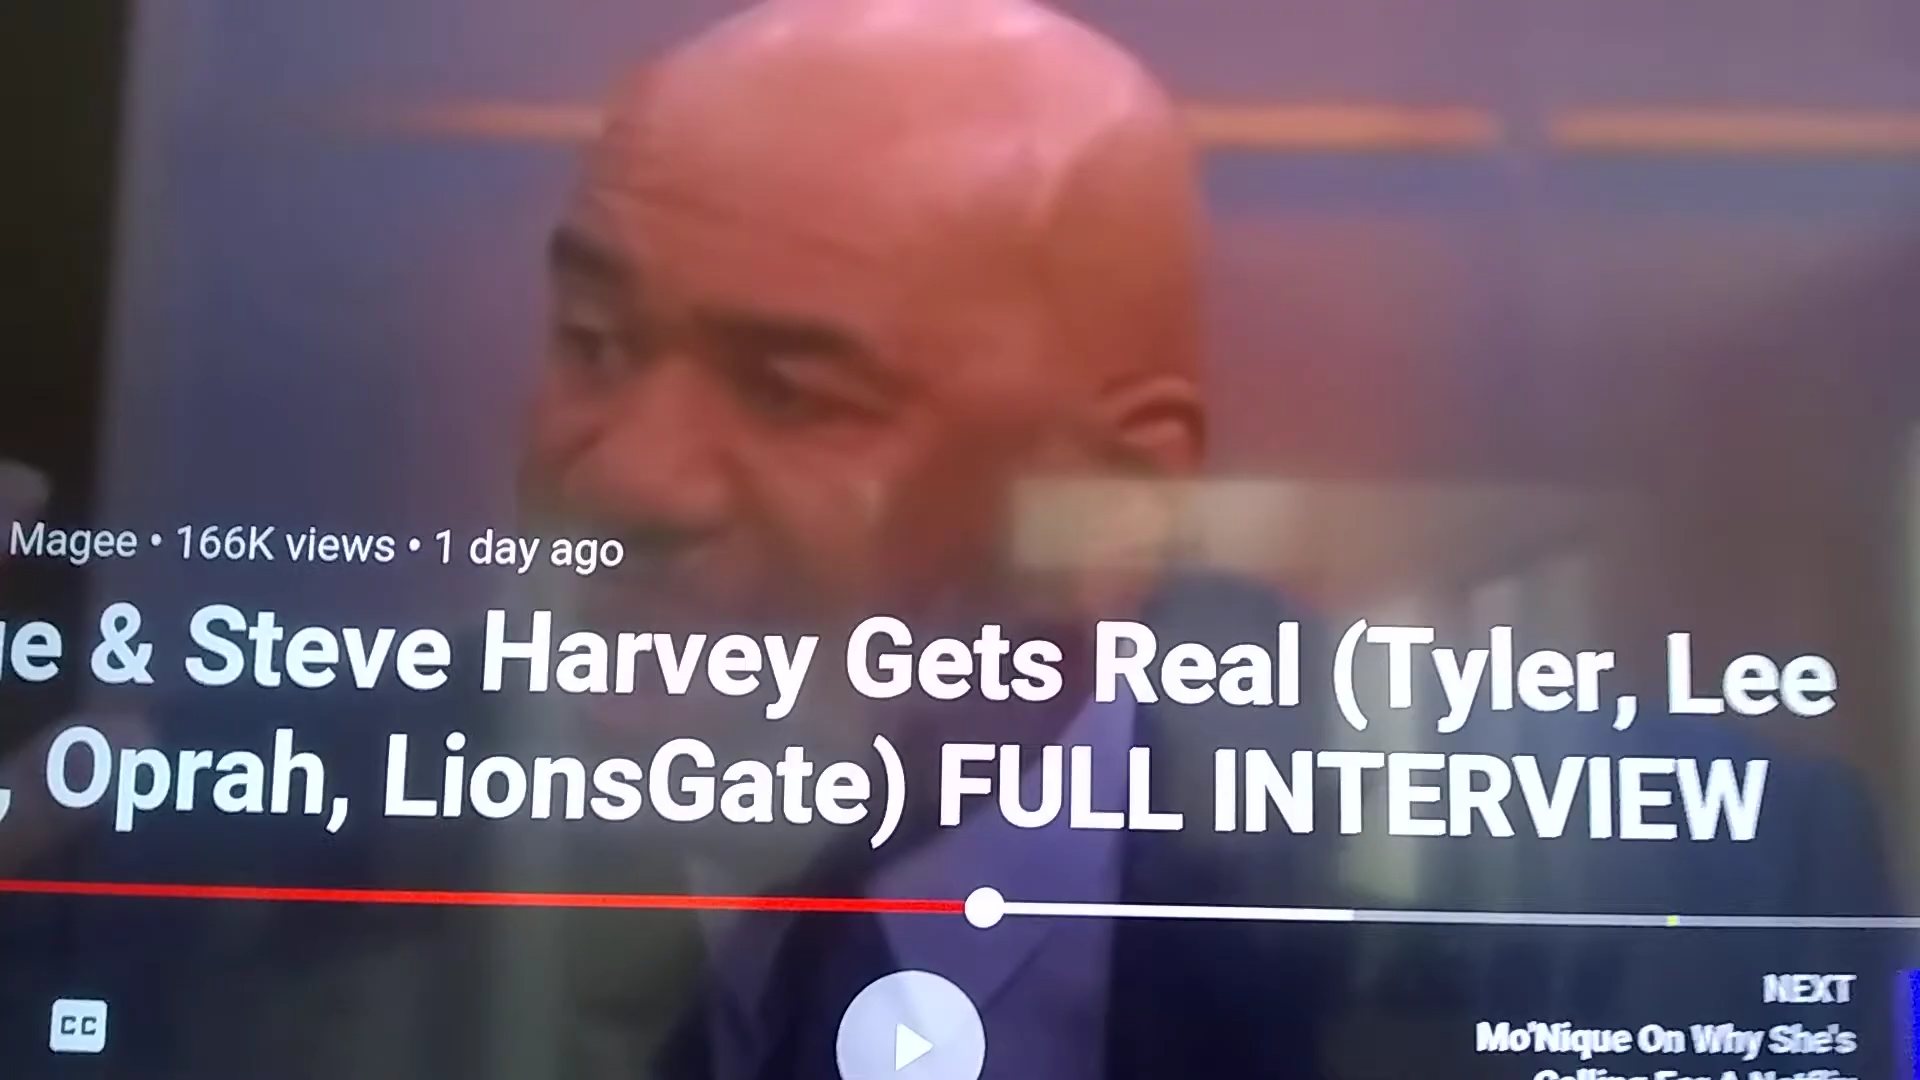 Magee • 166K views • 1 day ago
& Steve Harvey Gets Real (Tyler, Lee
, Oprah, LionsGate) FULL INTERVIEW
CC
NEXT
Mo'Nique On Why She's